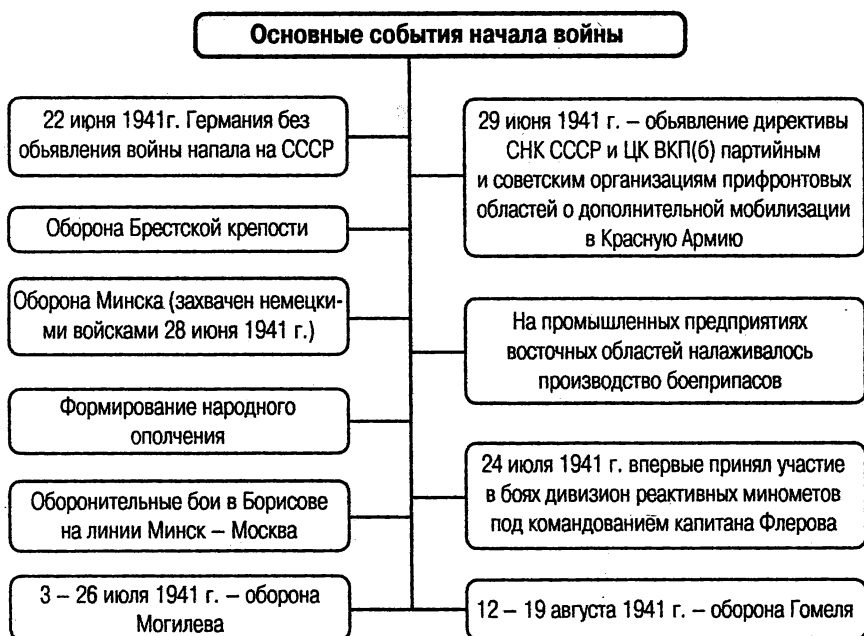 Основные события начала войны
22 июня 1941г. Германия без
обьявления войны напала на СССР
Оборона Брестской крепости
Оборона Минска (захвачен немецки-
ми войсками 28 июня 1941 г.)
Формирование народного
ополчения
Оборонительные бои в Борисове
на линии Минск – Москва
3 – 26 июля 1941 г. – оборона
Могилева
29 июня 1941 г. – обьявление директивы
СНК СССР и ЦК ВКП(б) партийным
и советским организациям прифронтовых
областей о дополнительной мобилизации
в Красную Армию
На промышленных предприятиях
восточных областей налаживалось
производство боеприпасов
24 июля 1941 г. впервые принял участие
в боях дивизион реактивных минометов
под командованием капитана Флерова
12 – 19 августа 1941 г. – оборона Гомеля